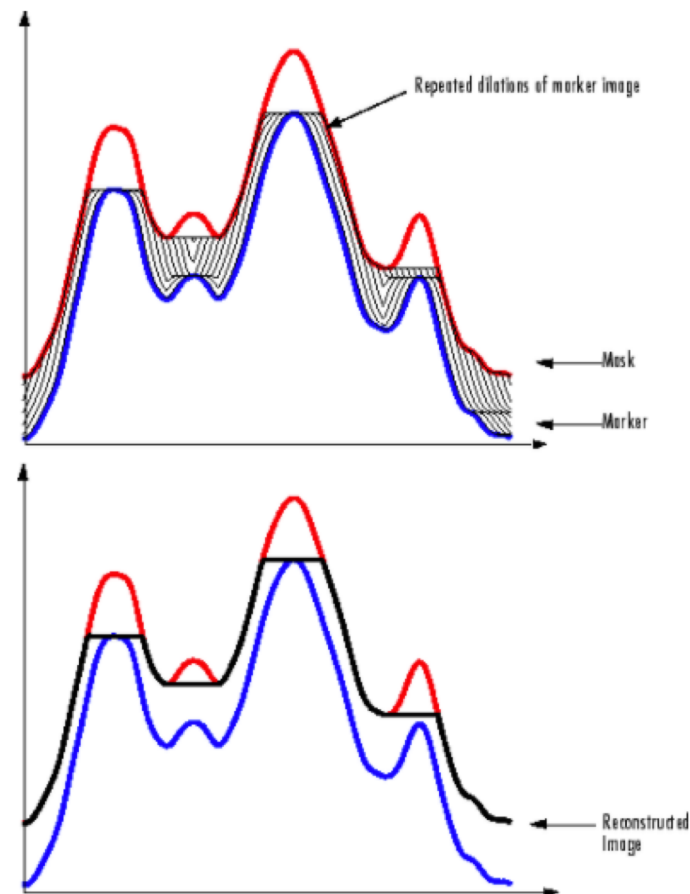 Repeated dilations of marker image
Mask
Marker
Reconstructed
Image